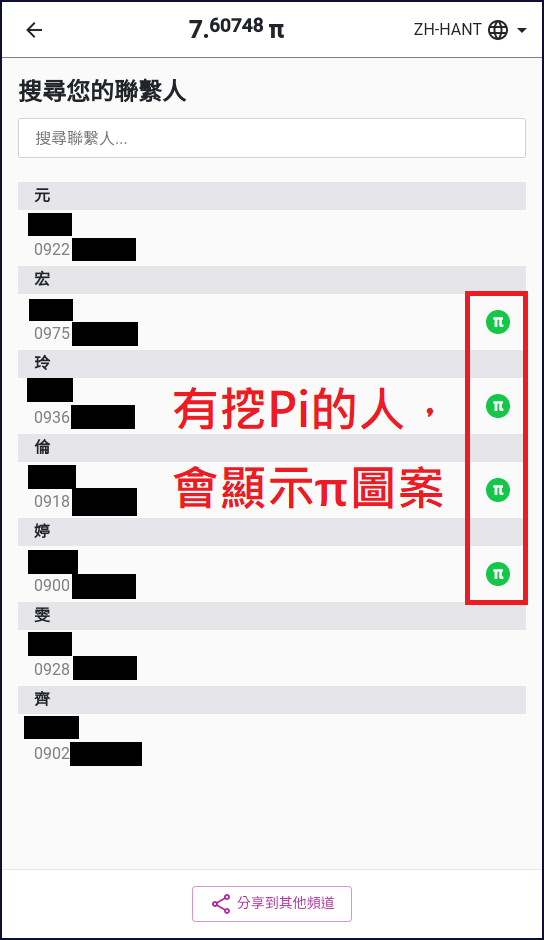 7.60748 π
ZH-HANT
搜尋您的聯繫人
搜尋聯繫人...
元
0922
宏
0975
π
玲
0936
π
有挖Pi的人，
倫
0918
π
會顯示π圖案
婷
0900
π
雯
0928
齊
0902
分享到其他頻道